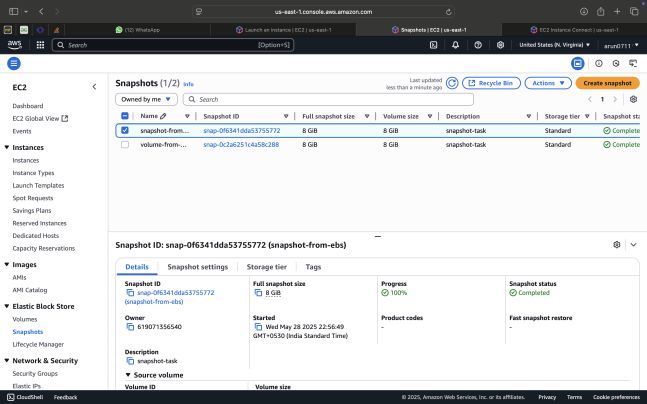 us-east-1.console.aws.amazon.com
(12) WhatsApp
Launch an instance | EC2 | us-east-1
Snapshots | EC2 | us-east-1
EC2 Instance Connect | us-east-1
aws
Search
[Option+S]
United States (N. Virginia)
arun0711
EC2
Dashboard
EC2 Global View
Events
Instances
Instances
Instance Types
Launch Templates
Spot Requests
Savings Plans
Reserved Instances
Dedicated Hosts
Capacity Reservations
Images
AMIs
AMI Catalog
Elastic Block Store
Volumes
Snapshots
Lifecycle Manager
Network & Security
Security Groups
Elastic IPs
Snapshots (1/2) Info
Last updated
less than a minute ago
Recycle Bin
Actions
Create snapshot
Owned by me
Search
1
Name
Snapshot ID
Full snapshot size
Volume size
Description
Storage tier
Snapshot sta
snapshot-from... snap-0f6341dda53755772 8 GiB 8 GiB snapshot-task Standard Complete
volume-from-... snap-0c2a6251c4a58c288 8 GiB 8 GiB snapshot-task Standard Complete
Snapshot ID: snap-0f6341dda53755772 (snapshot-from-ebs)
Details
Snapshot settings
Storage tier
Tags
Snapshot ID
snap-0f6341dda53755772
(snapshot-from-ebs)
Full snapshot size
8 GiB
Progress
100%
Snapshot status
Completed
Owner
619071356540
Started
Wed May 28 2025 22:56:49
GMT+0530 (India Standard Time)
Product codes
-
Fast snapshot restore
-
Description
snapshot-task
Source volume
Volume ID
Volume size
CloudShell
Feedback
© 2025, Amazon Web Services, Inc. or its affiliates.
Privacy
Terms
Cookie preferences